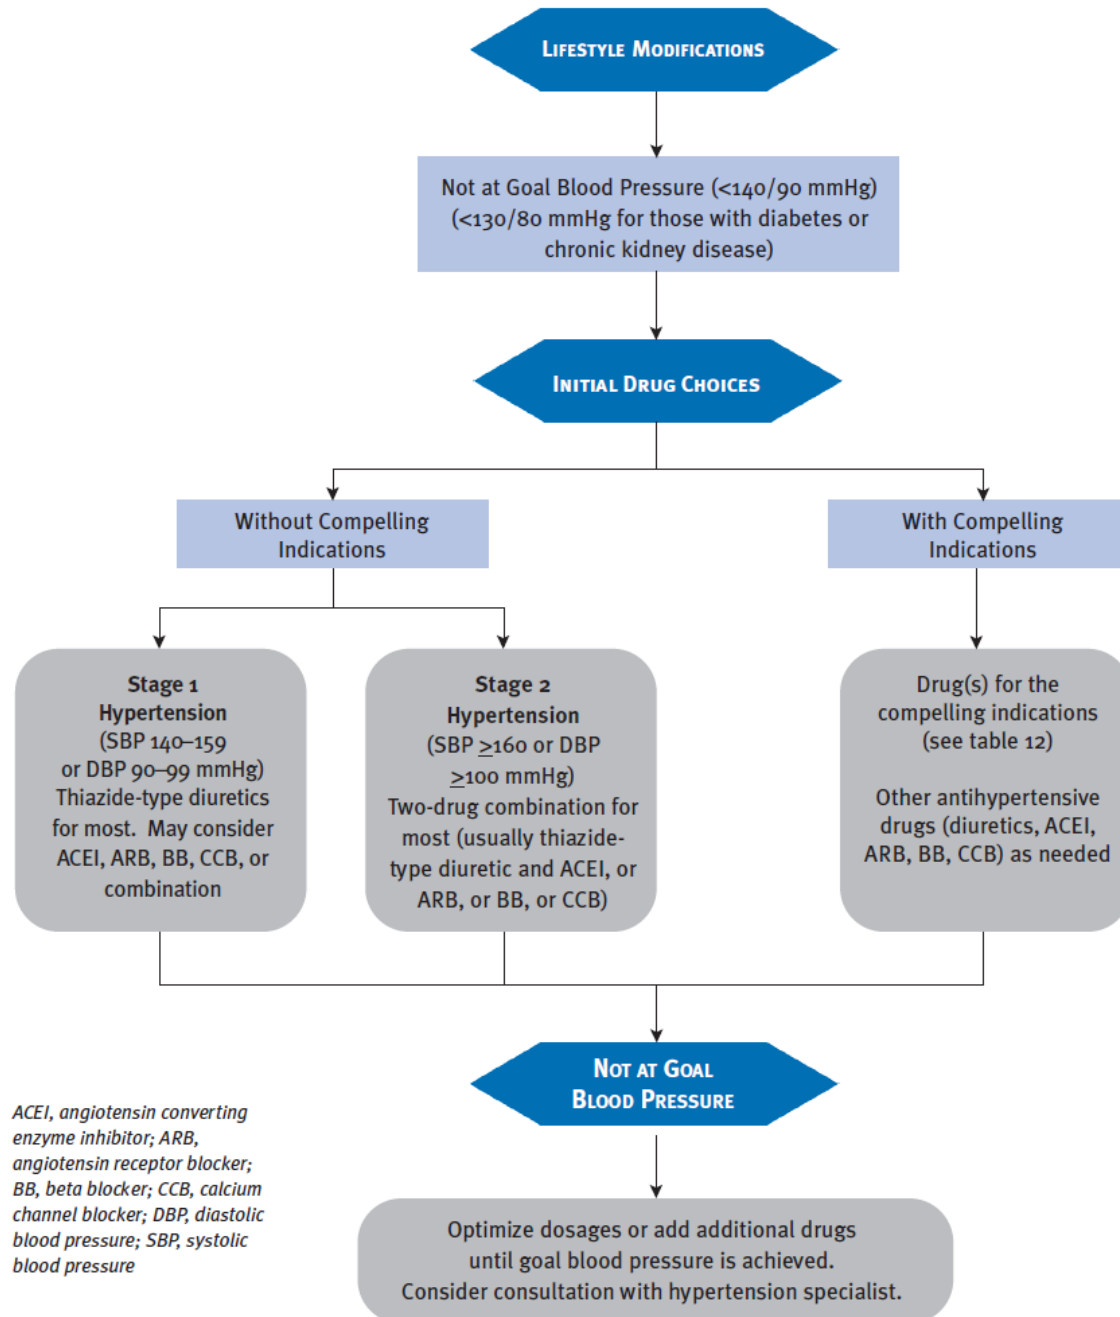 LIFESTYLE MODIFICATIONS
Not at Goal Blood Pressure (<140/90 mmHg)
(<130/80 mmHg for those with diabetes or
chronic kidney disease)
INITIAL DRUG CHOICES
Without Compelling
Indications
With Compelling
Indications
Stage 1
Hypertension
(SBP 140–159
or DBP 90–99 mmHg)
Thiazide-type diuretics
for most. May consider
ACEI, ARB, BB, CCB, or
combination
Stage 2
Hypertension
(SBP ≥160 or DBP
≥100 mmHg)
Two-drug combination for
most (usually thiazide-
type diuretic and ACEI, or
ARB, or BB, or CCB)
Drug(s) for the
compelling indications
(see table 12)
Other antihypertensive
drugs (diuretics, ACEI,
ARB, BB, CCB) as needed
NOT AT GOAL
BLOOD PRESSURE
Optimize dosages or add additional drugs
until goal blood pressure is achieved.
Consider consultation with hypertension specialist.
ACEI, angiotensin converting
enzyme inhibitor; ARB,
angiotensin receptor blocker;
BB, beta blocker; CCB, calcium
channel blocker; DBP, diastolic
blood pressure; SBP, systolic
blood pressure